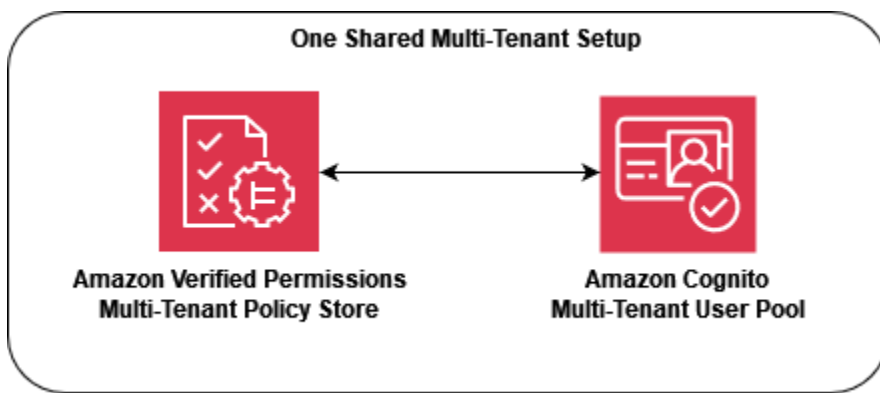 One Shared Multi-Tenant Setup
Amazon Verified Permissions
Multi-Tenant Policy Store
Amazon Cognito
Multi-Tenant User Pool